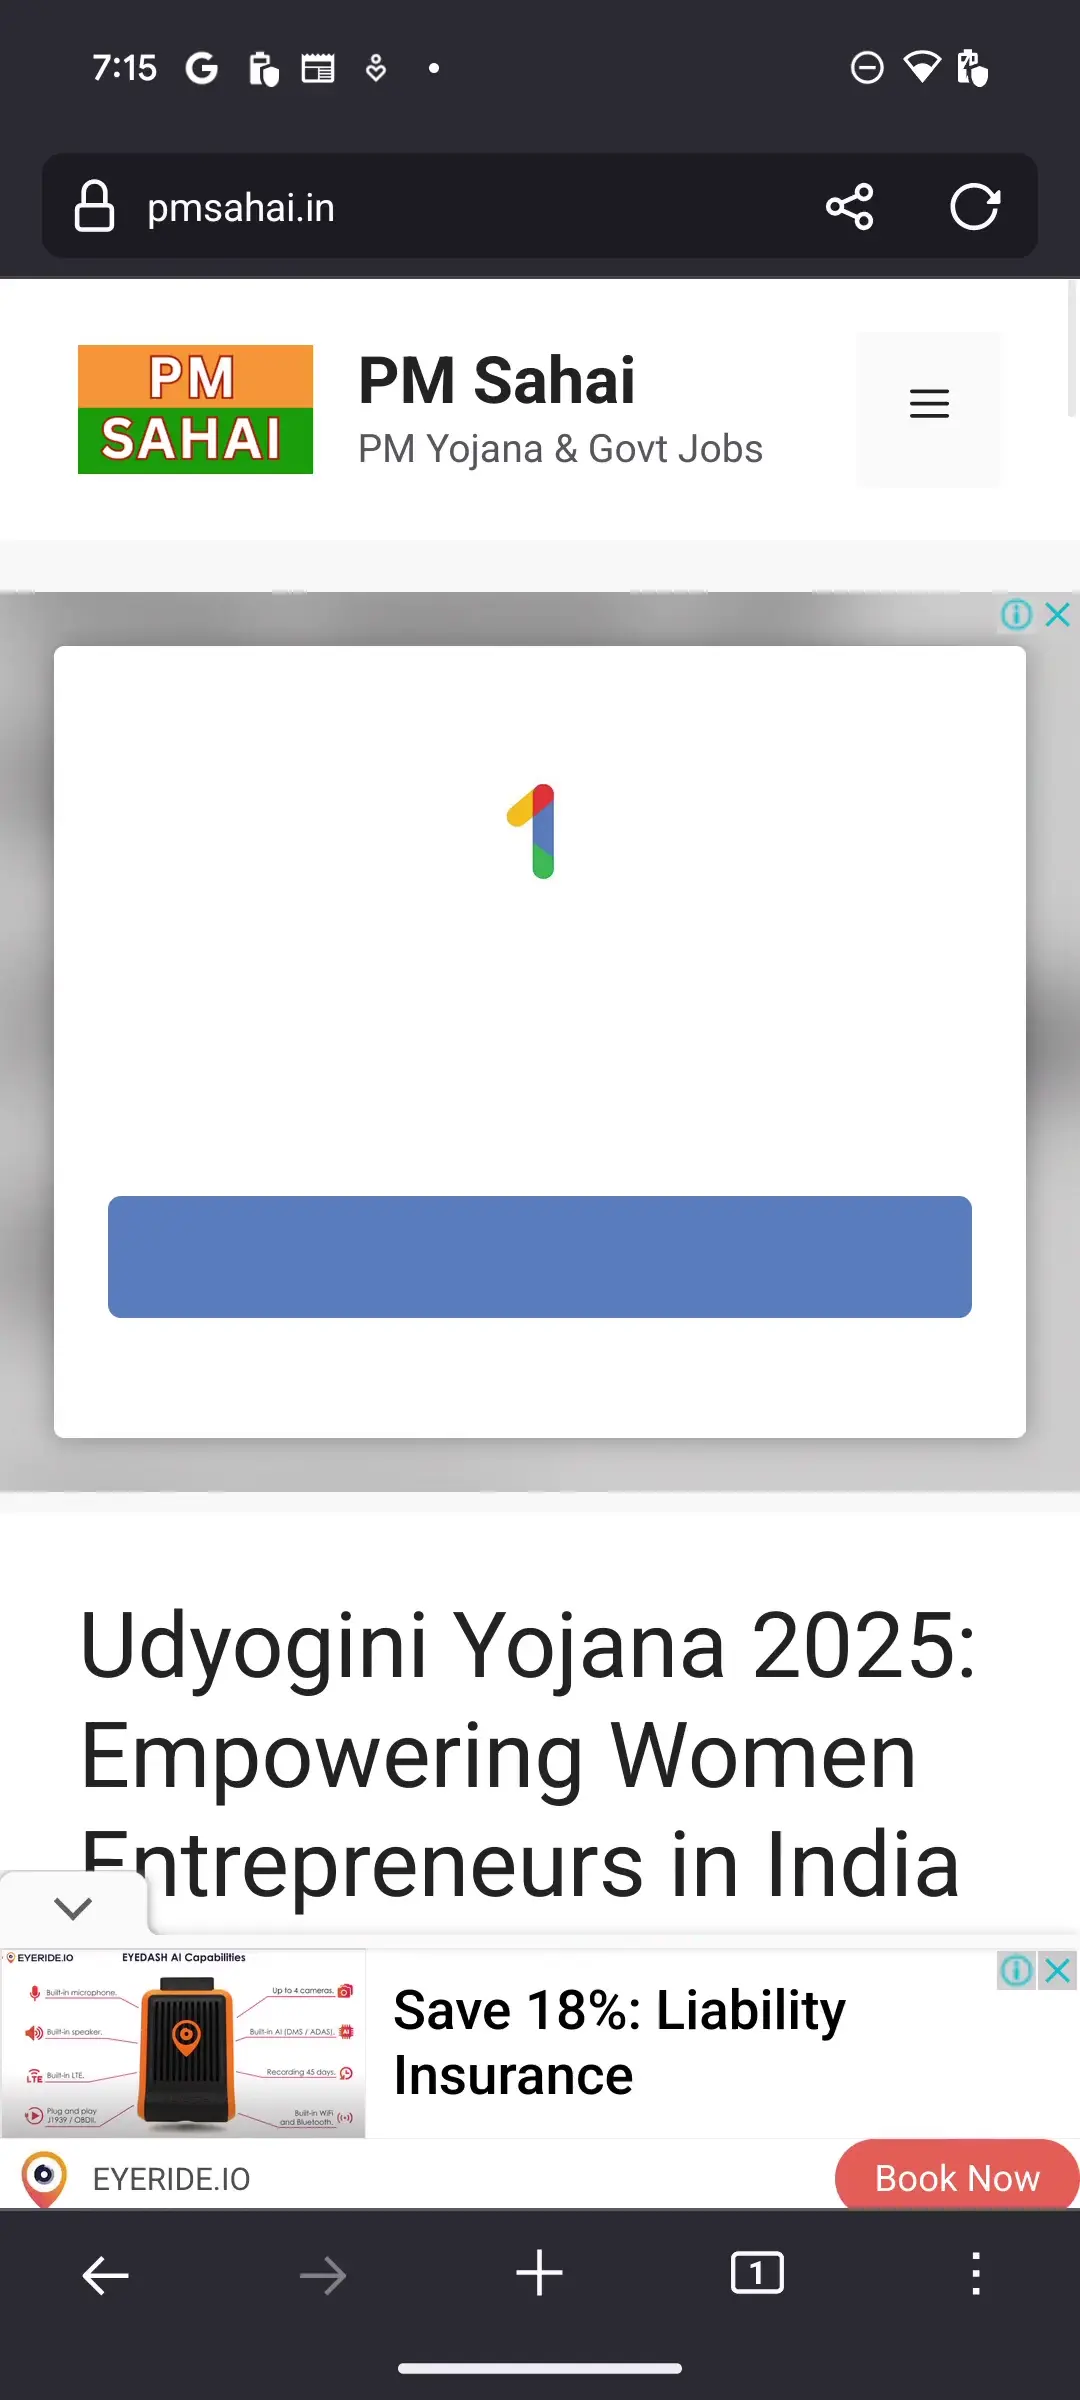 7:15
pmsahai.in
PM
SAHAI
PM Sahai
PM Yojana & Govt Jobs
Udyogini Yojana 2025:
Empowering Women
Entrepreneurs in India
EYERIDE.IO
EYEDASH AI Capabilities
Built-in microphone.
Up to 4 cameras.
Built-in speaker.
Built-in AI (DMS / ADAS).
AI
LTE
Built-in LTE.
Recording 45 days.
Plug and play
J1939 / OBDII.
Built-in WiFi
and Bluetooth.
Save 18%: Liability
Insurance
EYERIDE.IO
Book Now
1